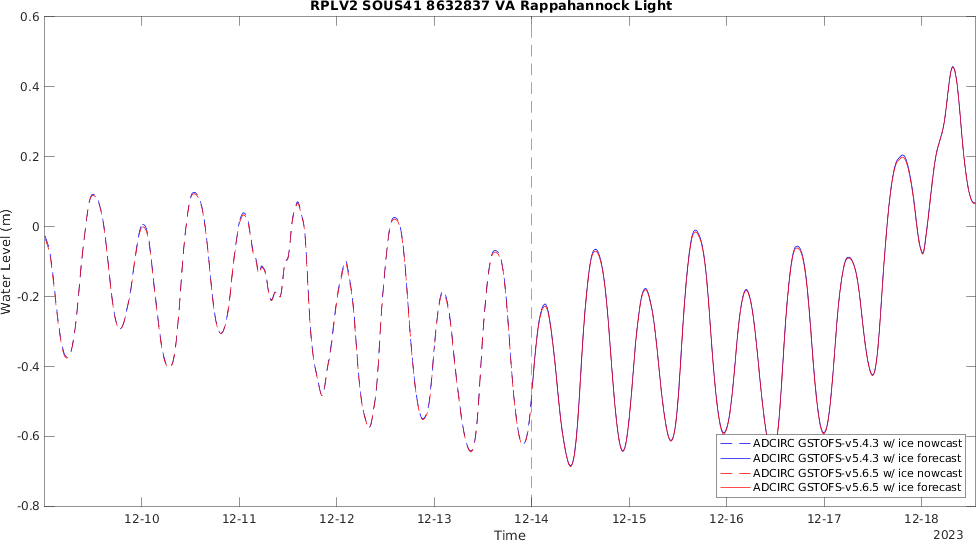 RPLV2 SOUS41 8632837 VA Rappahannock Light
0.6
0.4
0.2
0
-0.2
-0.4
-0.6
-0.8
Water Level (m)
ADCIRC GSTOFS-v5.4.3 w/ ice nowcast
ADCIRC GSTOFS-v5.4.3 w/ ice forecast
ADCIRC GSTOFS-v5.6.5 w/ ice nowcast
ADCIRC GSTOFS-v5.6.5 w/ ice forecast
12-10 12-11 12-12 12-13 12-14 12-15 12-16 12-17 12-18
Time
2023